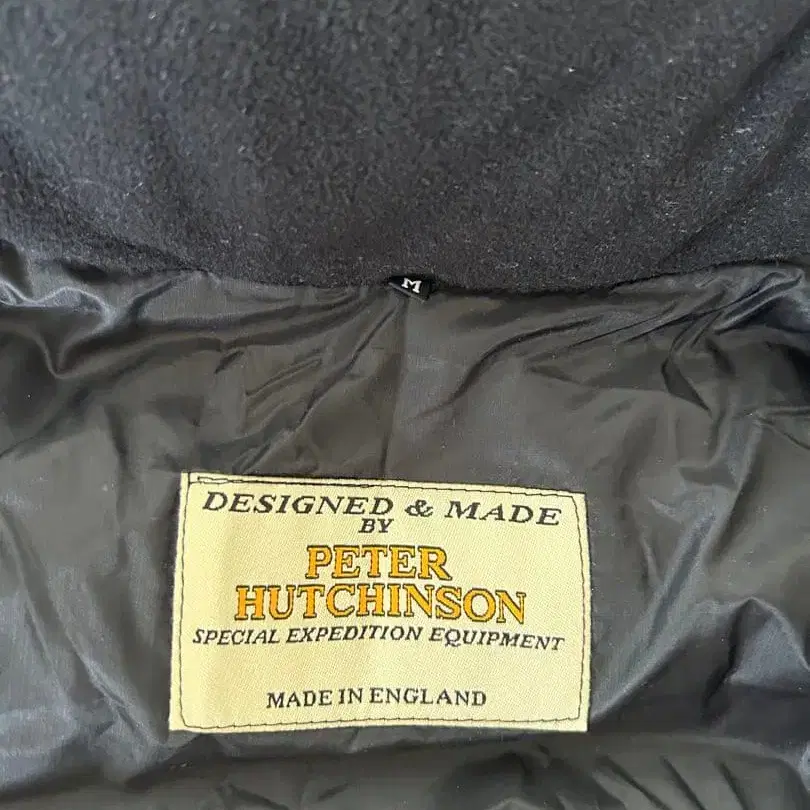 M
DESIGNED & MADE
BY
PETER
HUTCHINSON
SPECIAL EXPEDITION EQUIPMENT
MADE IN ENGLAND